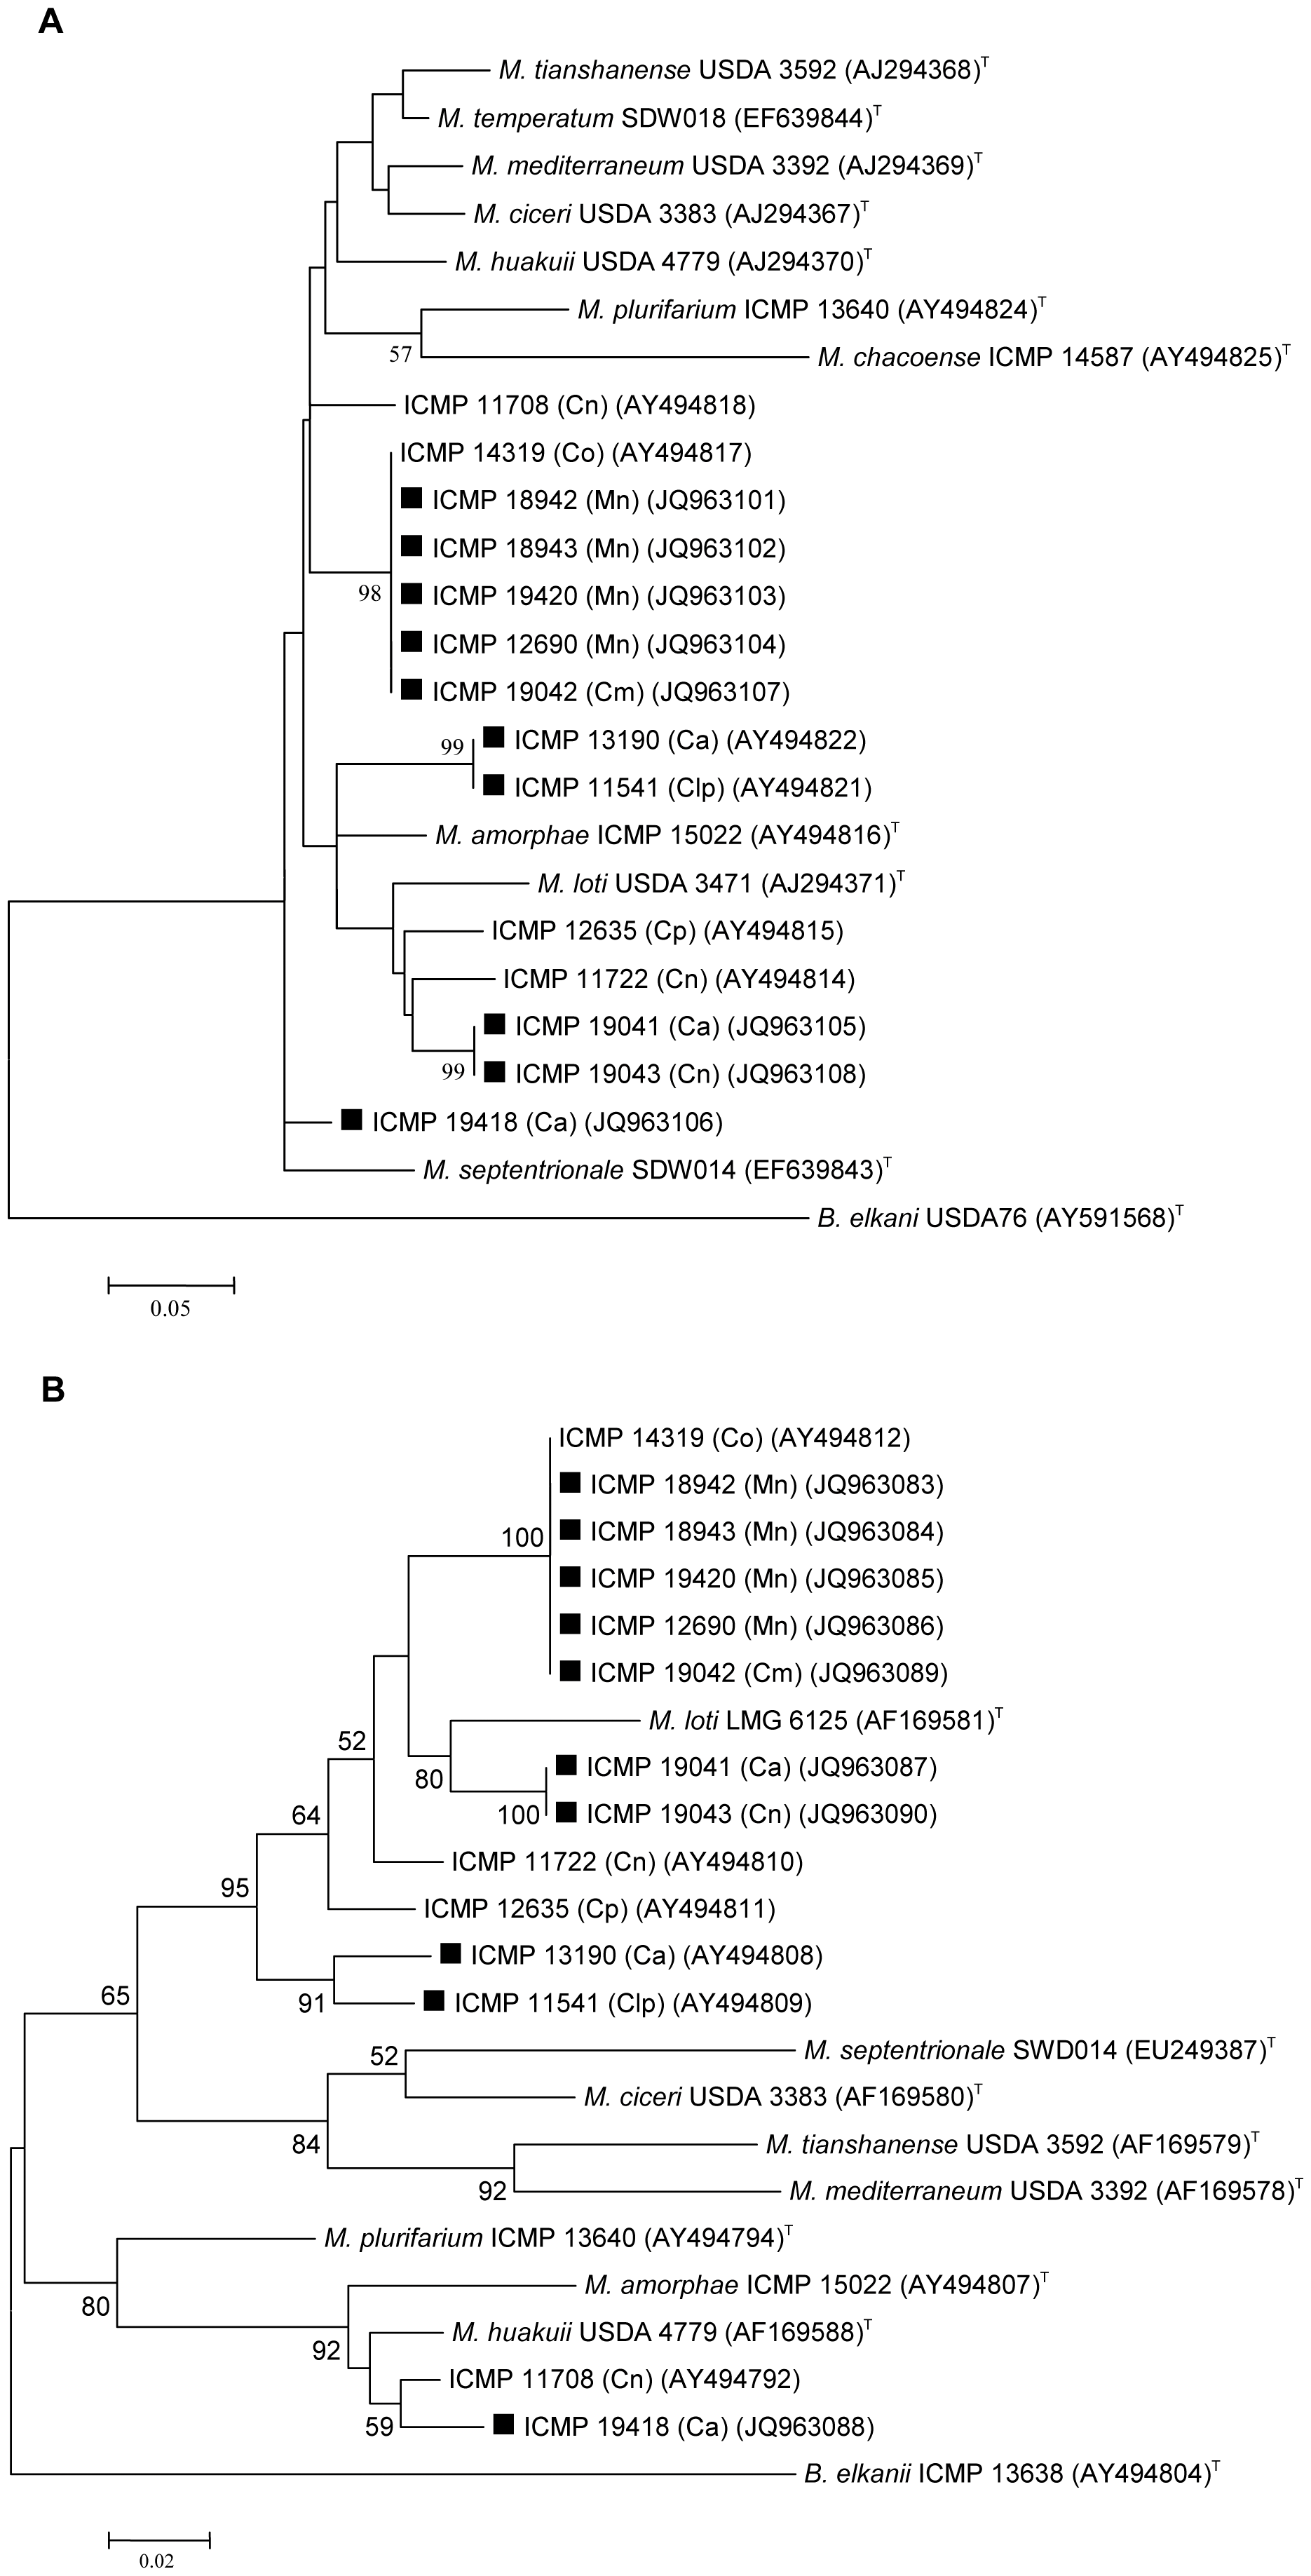 A
M. tianshanense USDA 3592 (AJ294368)T
M. temperatum SDW018 (EF639844)T
M. mediterraneum USDA 3392 (AJ294369)T
M. ciceri USDA 3383 (AJ294367)T
M. huakuii USDA 4779 (AJ294370)T
M. plurifarium ICMP 13640 (AY494824)T
57
M. chacoense ICMP 14587 (AY494825)T
ICMP 11708 (Cn) (AY494818)
ICMP 14319 (Co) (AY494817)
ICMP 18942 (Mn) (JQ963101)
ICMP 18943 (Mn) (JQ963102)
98
ICMP 19420 (Mn) (JQ963103)
ICMP 12690 (Mn) (JQ963104)
ICMP 19042 (Cm) (JQ963107)
99
ICMP 13190 (Ca) (AY494822)
ICMP 11541 (Clp) (AY494821)
M. amorphae ICMP 15022 (AY494816)T
M. loti USDA 3471 (AJ294371)T
ICMP 12635 (Cp) (AY494815)
ICMP 11722 (Cn) (AY494814)
ICMP 19041 (Ca) (JQ963105)
99
ICMP 19043 (Cn) (JQ963108)
ICMP 19418 (Ca) (JQ963106)
M. septentrionale SDW014 (EF639843)T
B. elkani USDA76 (AY591568)T
0.05
B
ICMP 14319 (Co) (AY494812)
ICMP 18942 (Mn) (JQ963083)
100
ICMP 18943 (Mn) (JQ963084)
ICMP 19420 (Mn) (JQ963085)
ICMP 12690 (Mn) (JQ963086)
ICMP 19042 (Cm) (JQ963089)
M. loti LMG 6125 (AF169581)T
52
ICMP 19041 (Ca) (JQ963087)
80
100
ICMP 19043 (Cn) (JQ963090)
64
ICMP 11722 (Cn) (AY494810)
95
ICMP 12635 (Cp) (AY494811)
ICMP 13190 (Ca) (AY494808)
65
91
ICMP 11541 (Clp) (AY494809)
52
M. septentrionale SWD014 (EU249387)T
M. ciceri USDA 3383 (AF169580)T
84
M. tianshanense USDA 3592 (AF169579)T
92
M. mediterraneum USDA 3392 (AF169578)T
M. plurifarium ICMP 13640 (AY494794)T
80
M. amorphae ICMP 15022 (AY494807)T
92
M. huakuii USDA 4779 (AF169588)T
ICMP 11708 (Cn) (AY494792)
59
ICMP 19418 (Ca) (JQ963088)
B. elkanii ICMP 13638 (AY494804)T
0.02